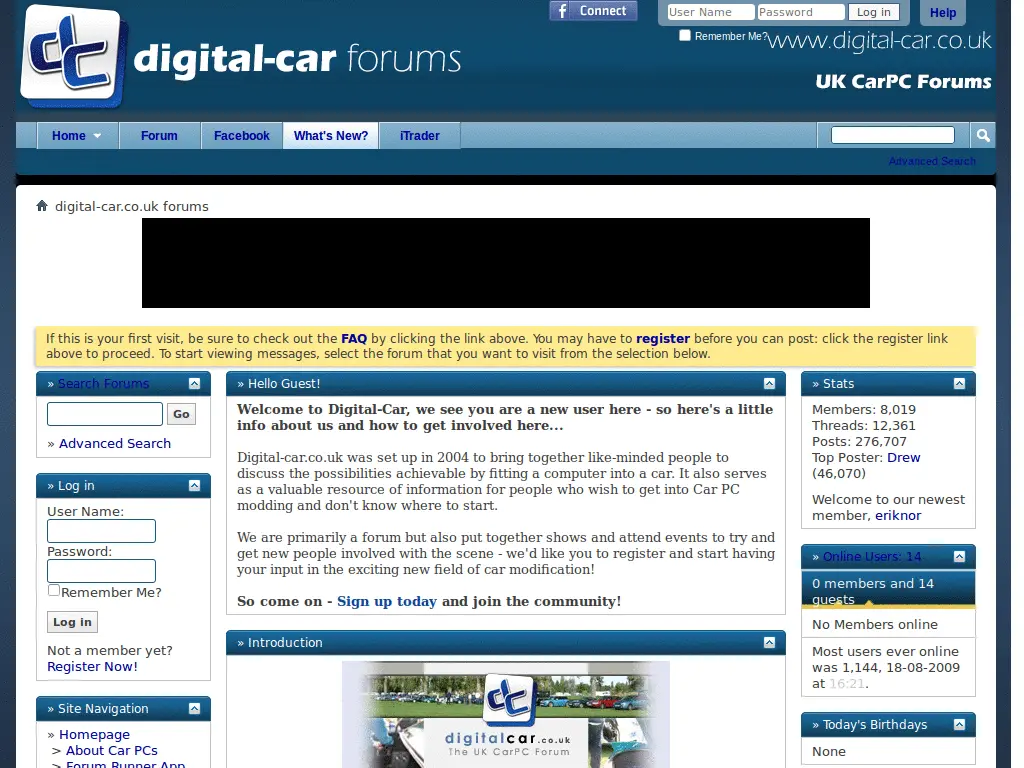 Connect
User Name
Password
Log in
Help
Remember Me?
www.digital-car.co.uk
dc
digital-car forums
UK CarPC Forums
Home
Forum
Facebook
What's New?
iTrader
Advanced Search
digital-car.co.uk forums
If this is your first visit, be sure to check out the FAQ by clicking the link above. You may have to register before you can post: click the register link
above to proceed. To start viewing messages, select the forum that you want to visit from the selection below.
» Search Forums
Go
» Advanced Search
» Log in
User Name:
Password:
Remember Me?
Log in
Not a member yet?
Register Now!
» Site Navigation
» Homepage
> About Car PCs
> Forum Runner App
» Hello Guest!
Welcome to Digital-Car, we see you are a new user here - so here's a little
info about us and how to get involved here...
Digital-car.co.uk was set up in 2004 to bring together like-minded people to
discuss the possibilities achievable by fitting a computer into a car. It also serves
as a valuable resource of information for people who wish to get into Car PC
modding and don't know where to start.
We are primarily a forum but also put together shows and attend events to try and
get new people involved with the scene - we'd like you to register and start having
your input in the exciting new field of car modification!
So come on - Sign up today and join the community!
» Introduction
dc
digitalcar.co.uk
The UK CarPC Forum
» Stats
Members: 8,019
Threads: 12,361
Posts: 276,707
Top Poster: Drew
(46,070)
Welcome to our newest
member, eriknor
» Online Users: 14
0 members and 14
guests
No Members online
Most users ever online
was 1,144, 18-08-2009
at 16:21.
» Today's Birthdays
None